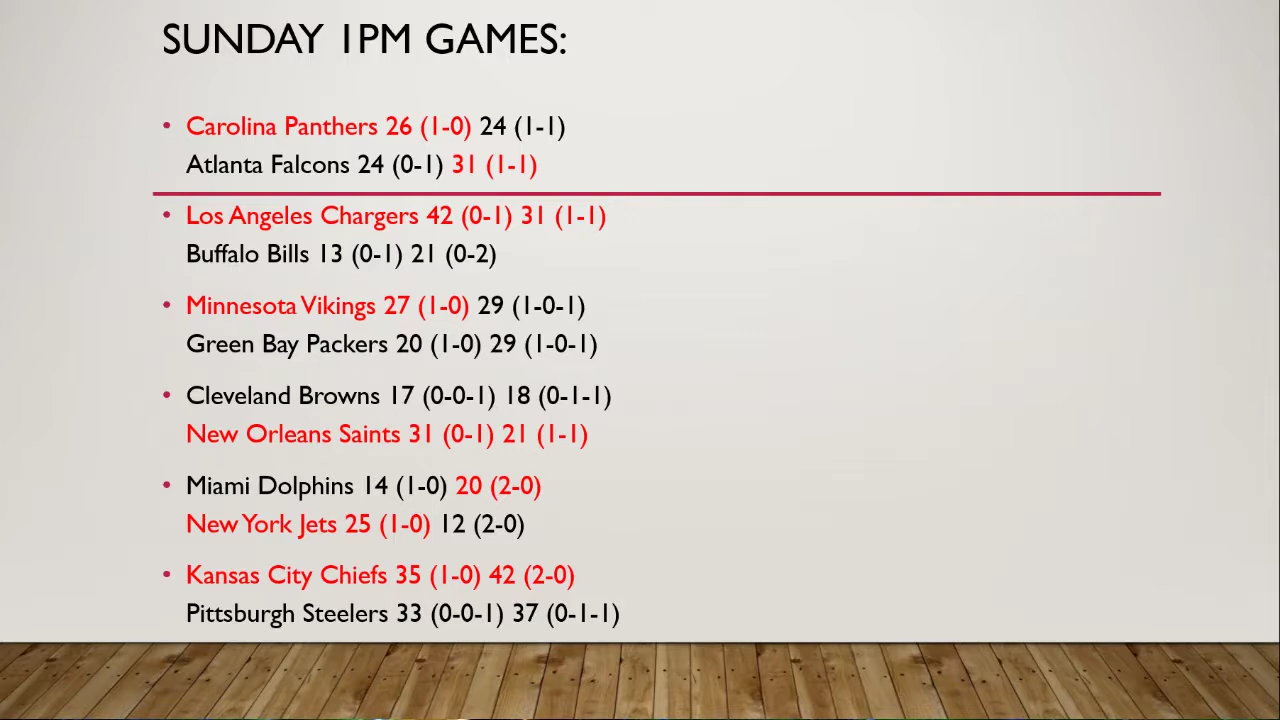 SUNDAY 1PM GAMES:
• Carolina Panthers 26 (1-0) 24 (1-1)
Atlanta Falcons 24 (0-1) 31 (1-1)
• Los Angeles Chargers 42 (0-1) 31 (1-1)
Buffalo Bills 13 (0-1) 21 (0-2)
• Minnesota Vikings 27 (1-0) 29 (1-0-1)
Green Bay Packers 20 (1-0) 29 (1-0-1)
• Cleveland Browns 17 (0-0-1) 18 (0-1-1)
New Orleans Saints 31 (0-1) 21 (1-1)
• Miami Dolphins 14 (1-0) 20 (2-0)
New York Jets 25 (1-0) 12 (2-0)
• Kansas City Chiefs 35 (1-0) 42 (2-0)
Pittsburgh Steelers 33 (0-0-1) 37 (0-1-1)